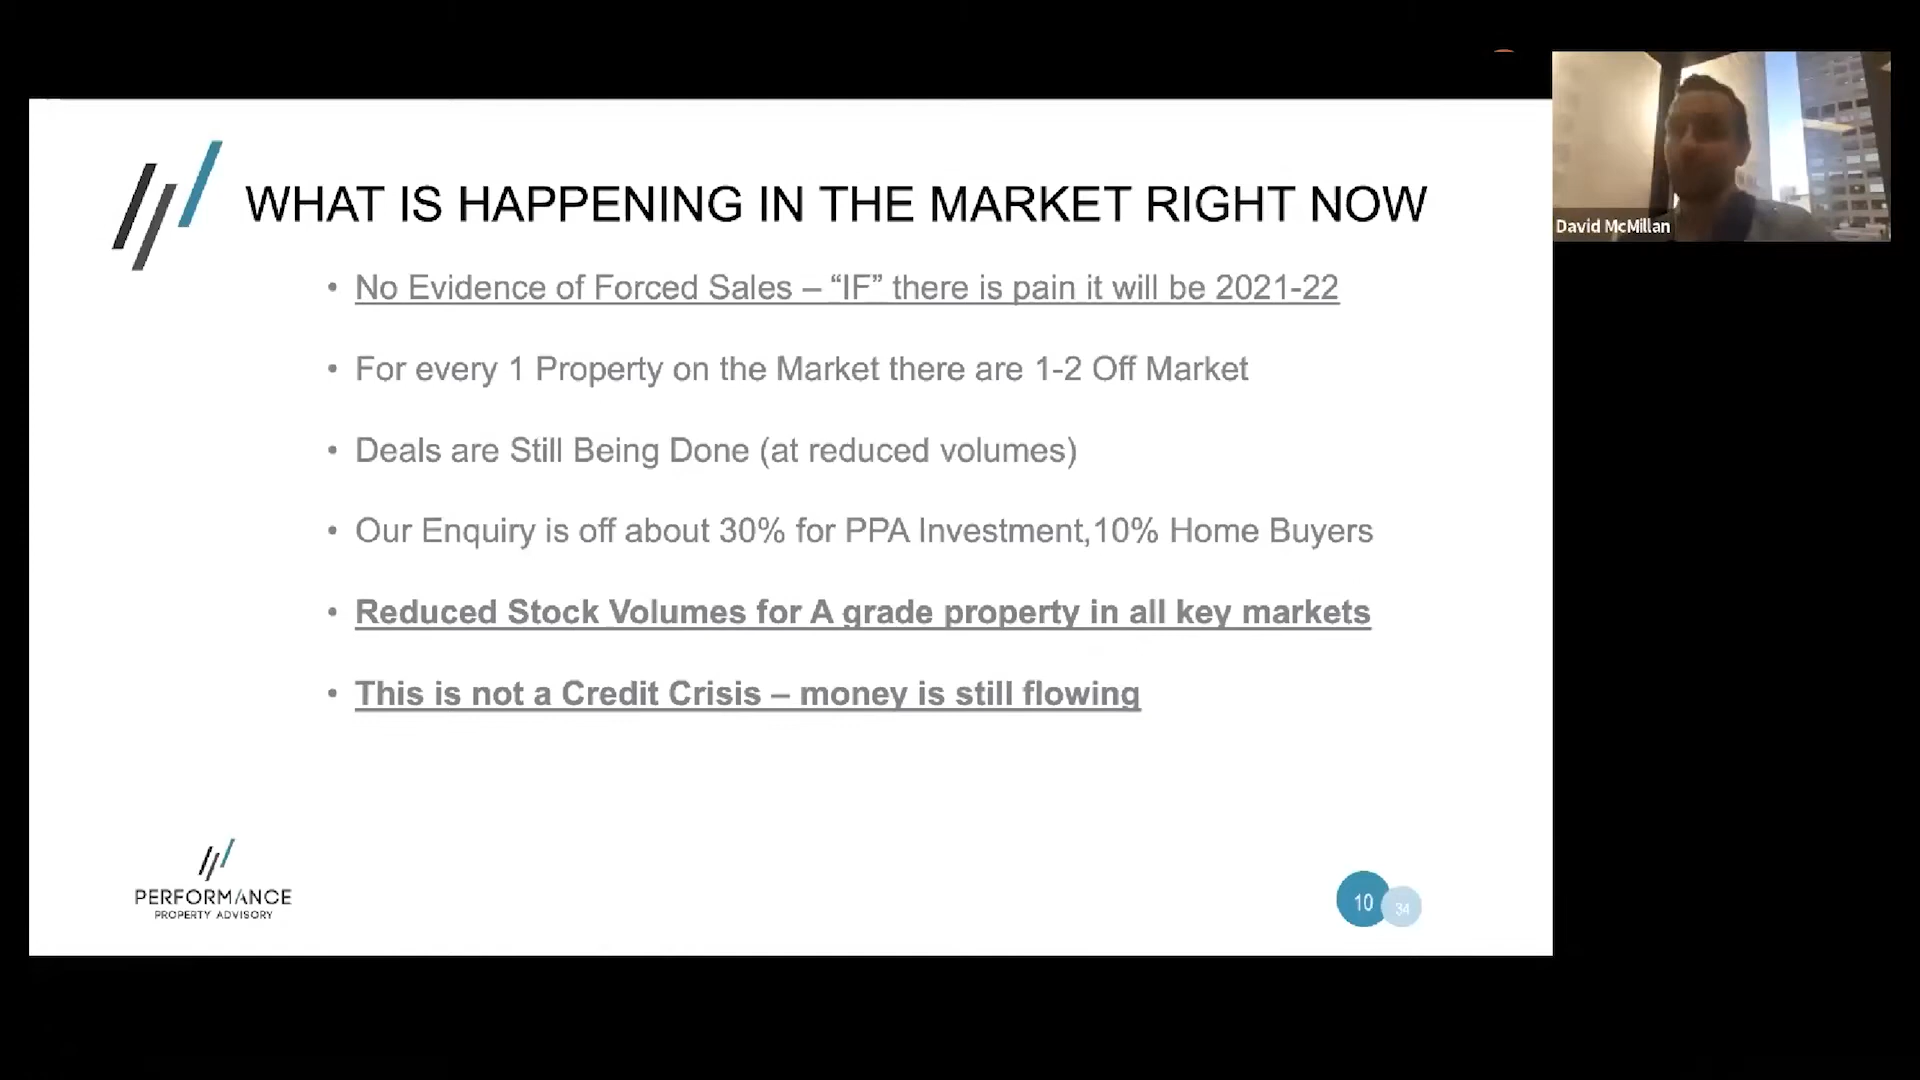 David McMillan
WHAT IS HAPPENING IN THE MARKET RIGHT NOW
• No Evidence of Forced Sales – “IF” there is pain it will be 2021-22
• For every 1 Property on the Market there are 1-2 Off Market
• Deals are Still Being Done (at reduced volumes)
• Our Enquiry is off about 30% for PPA Investment,10% Home Buyers
• Reduced Stock Volumes for A grade property in all key markets
• This is not a Credit Crisis – money is still flowing
PERFORMANCE
PROPERTY ADVISORY
10
34